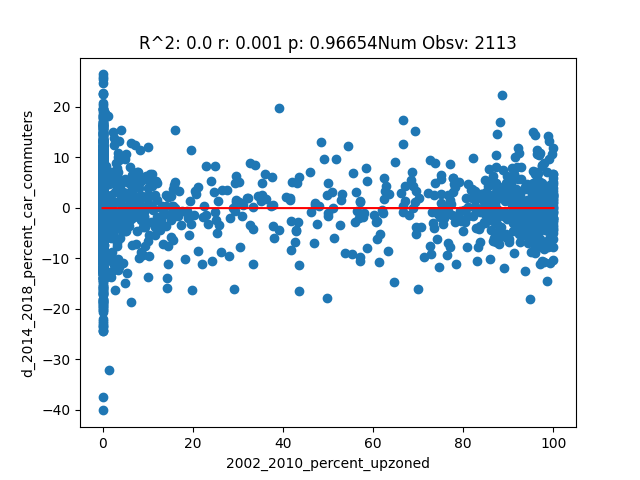 R^2: 0.0 r: 0.001 p: 0.96654Num Obsv: 2113
d_2014_2018_percent_car_commuters
20
10
0
−10
−20
−30
−40
0 20 40 60 80 100
2002_2010_percent_upzoned